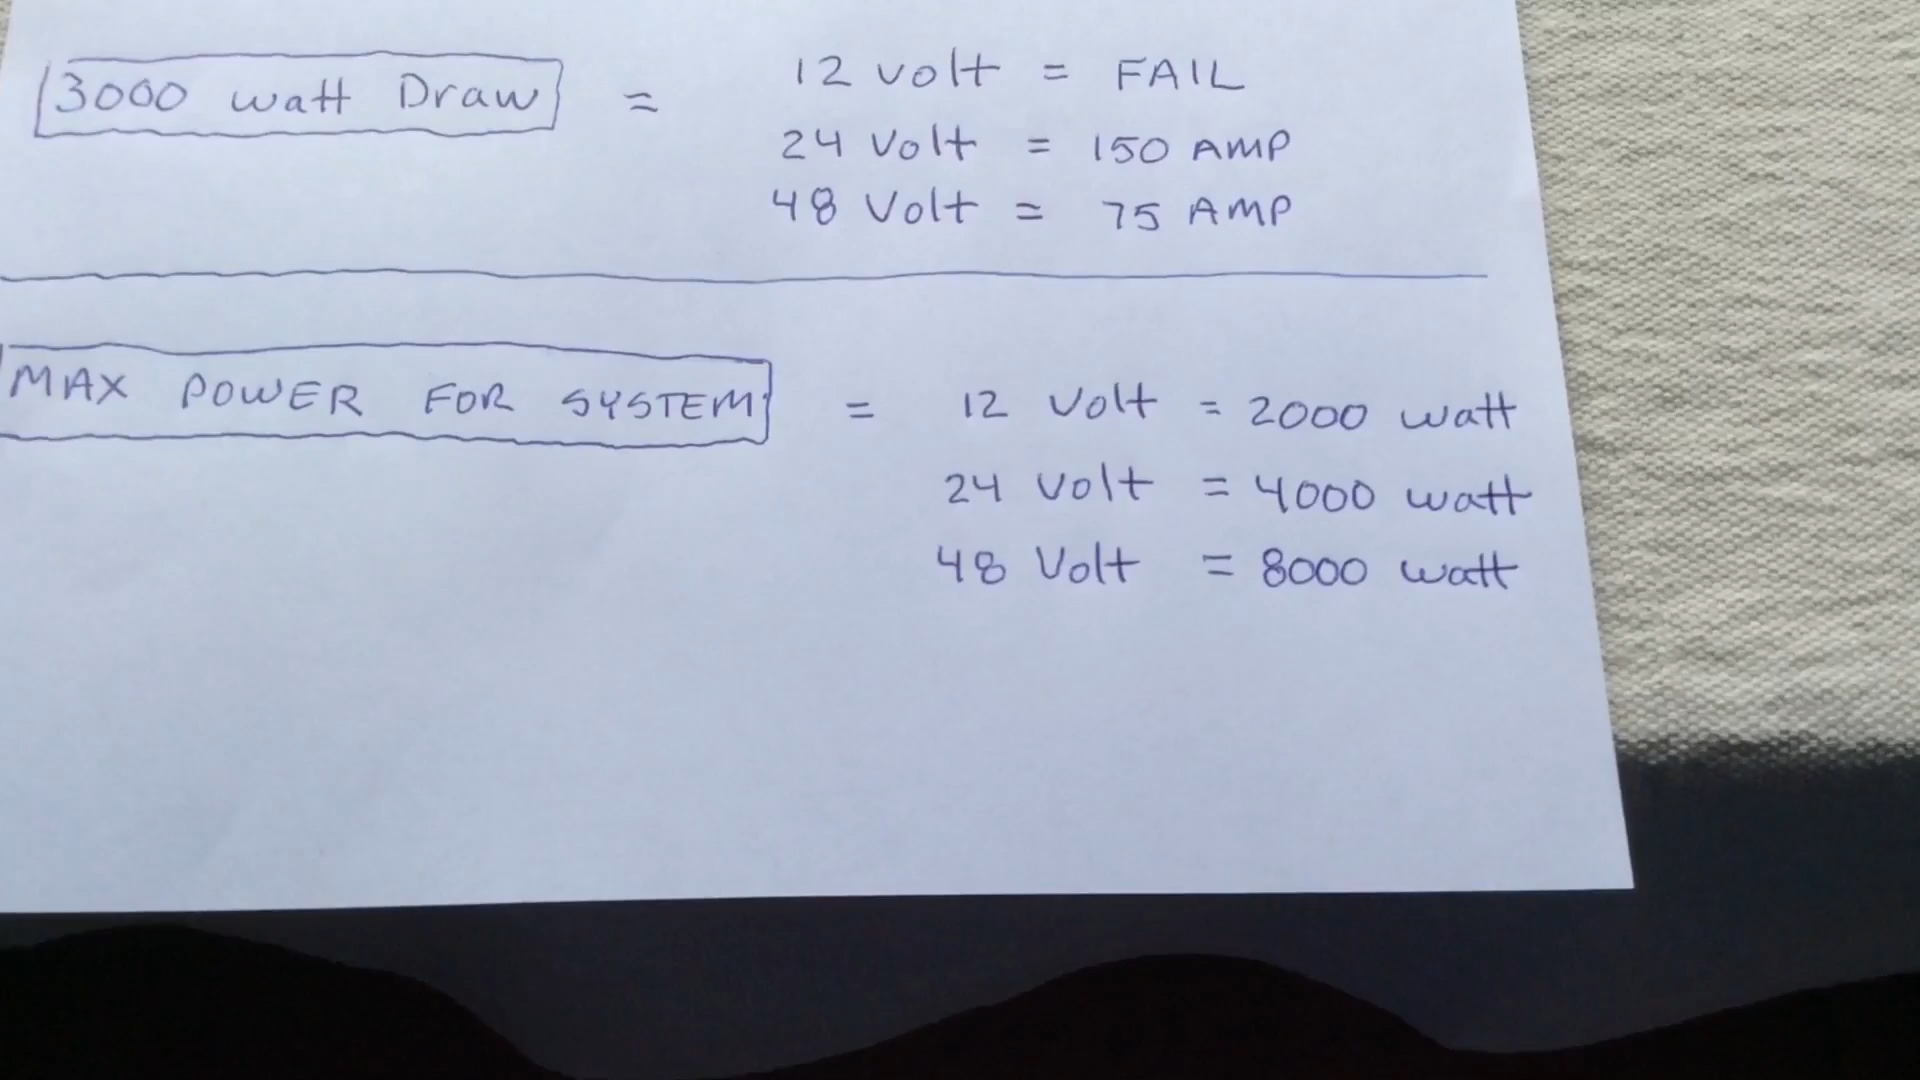 3000 watt Draw = 12 volt = FAIL
24 Volt = 150 AMP
48 Volt = 75 AMP
MAX POWER FOR SYSTEM = 12 Volt = 2000 watt
24 Volt = 4000 watt
48 Volt = 8000 watt